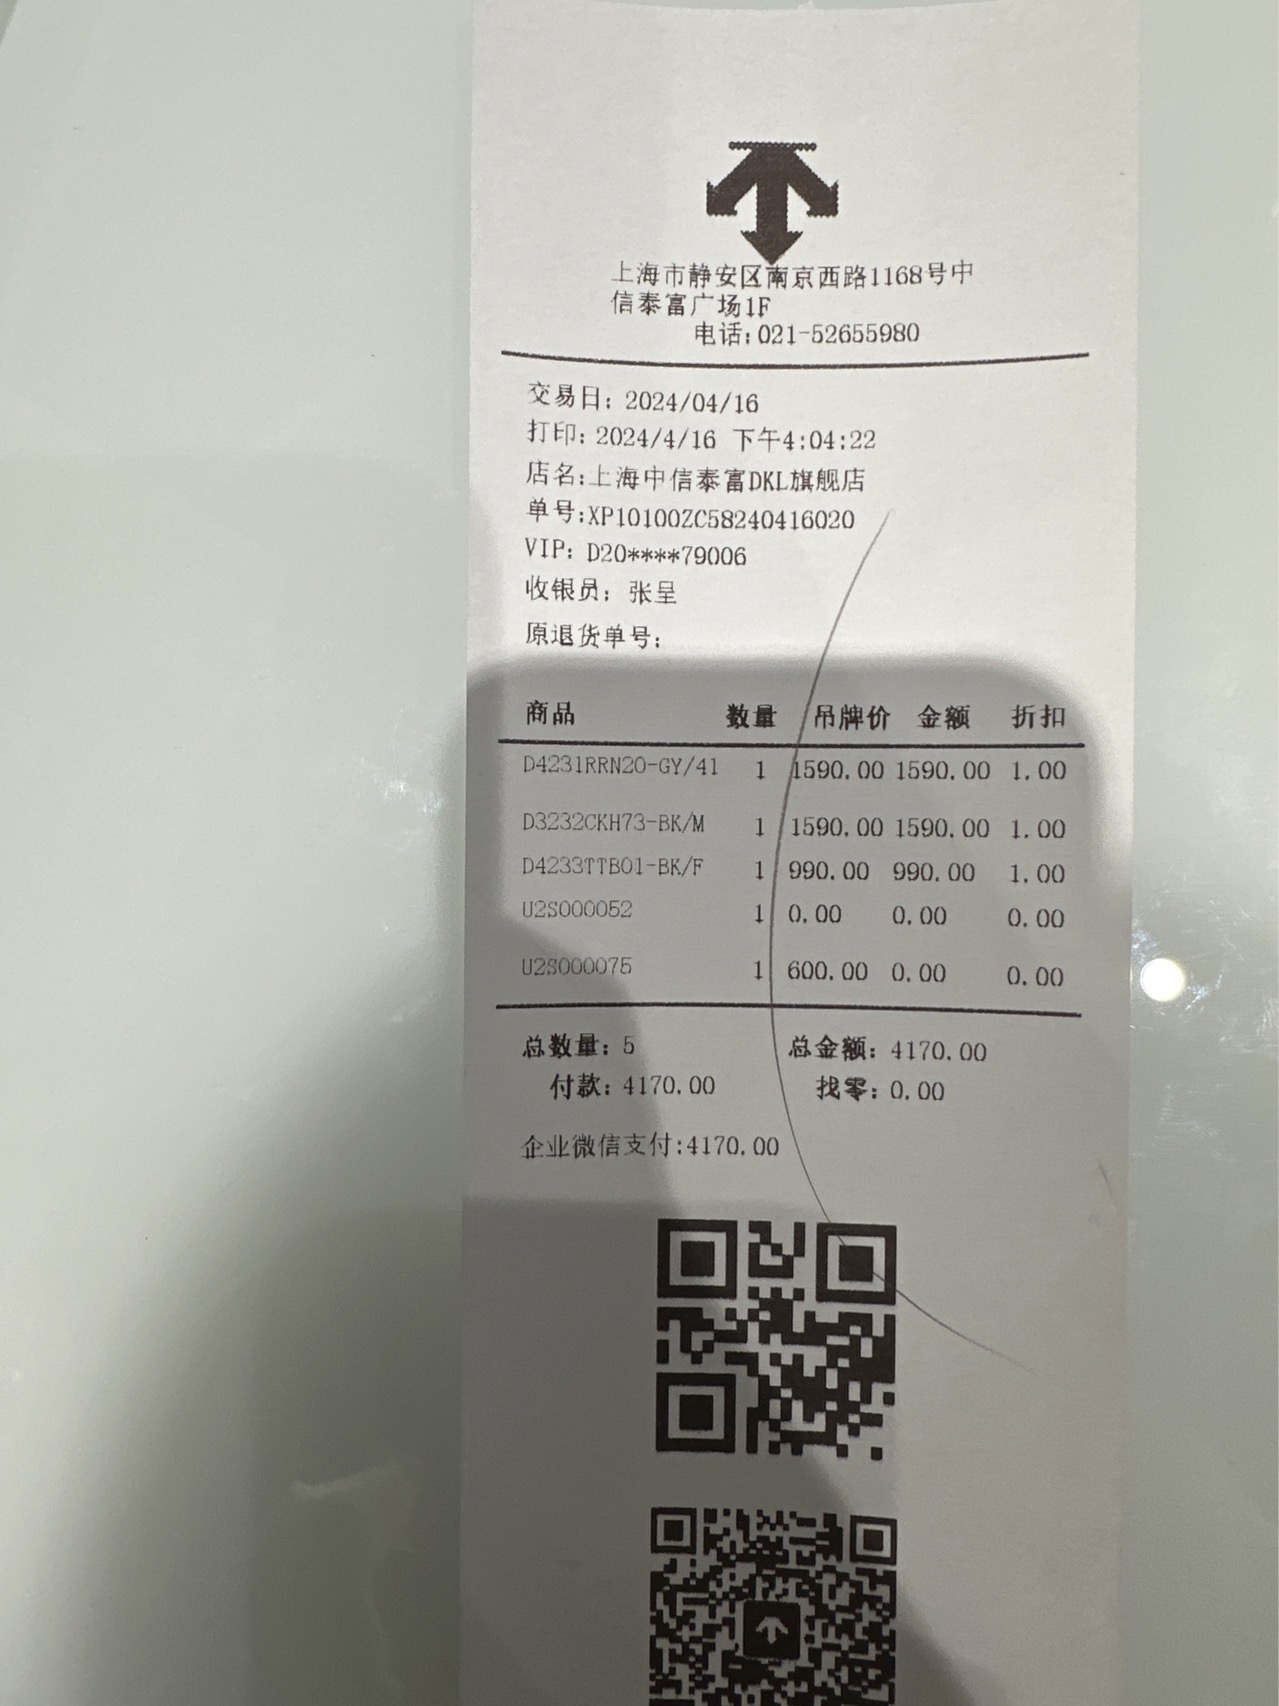 上海市静安区南京西路1168号中
信泰富广场1F
电话:021-52655980
交易日: 2024/04/16
打印: 2024/4/16 下午4:04:22
店名:上海中信泰富DKL旗舰店
单号:XP10100ZC58240416020
VIP: D20****79006
收银员: 张呈
原退货单号:
商品 数量 吊牌价 金额 折扣
D4231RRN20-GY/41 1 1590.00 1590.00 1.00
D3232CKH73-BK/M 1 1590.00 1590.00 1.00
D4233TTB01-BK/F 1 990.00 990.00 1.00
U2S000052 1 0.00 0.00 0.00
U2S000075 1 600.00 0.00 0.00
总数量: 5 总金额: 4170.00
付款: 4170.00 找零: 0.00
企业微信支付:4170.00